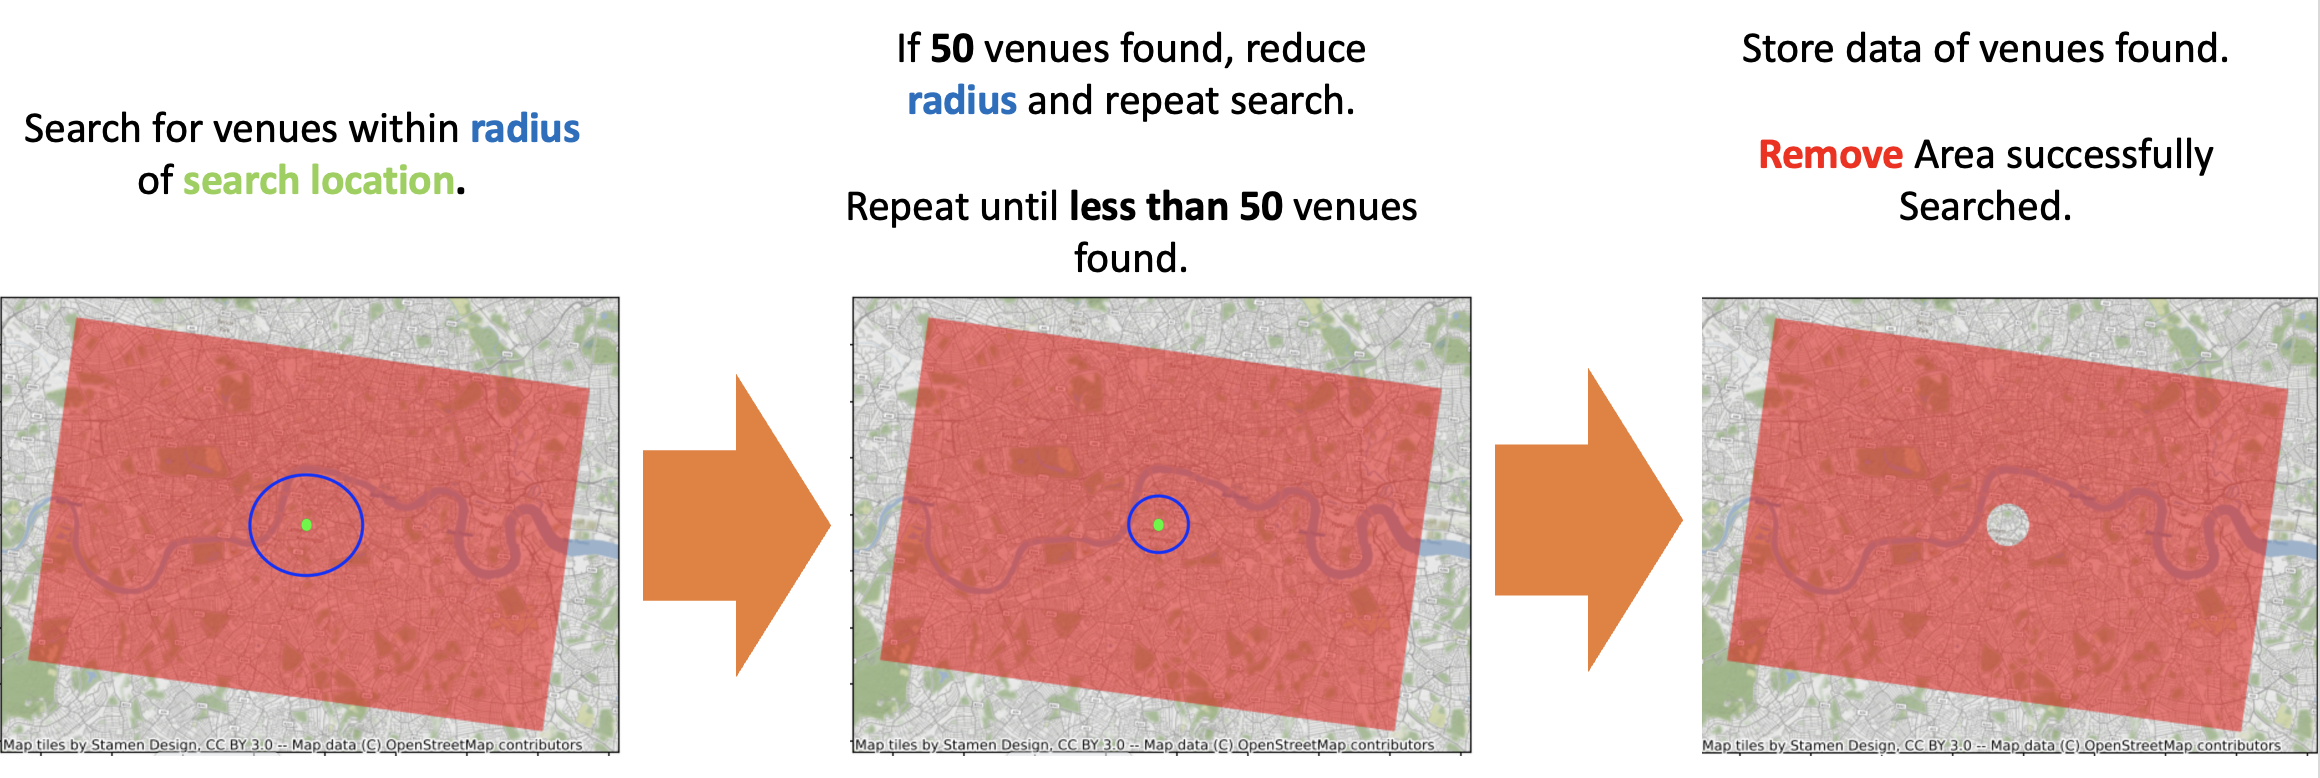 Search for venues within radius
of search location.
If 50 venues found, reduce
radius and repeat search.
Repeat until less than 50 venues
found.
Store data of venues found.
Remove Area successfully
Searched.
Map tiles by Stamen Design, CC BY 3.0 -- Map data (C) OpenStreetMap contributors
Map tiles by Stamen Design, CC BY 3.0 -- Map data (C) OpenStreetMap contributors
Map tiles by Stamen Design, CC BY 3.0 -- Map data (C) OpenStreetMap contributors